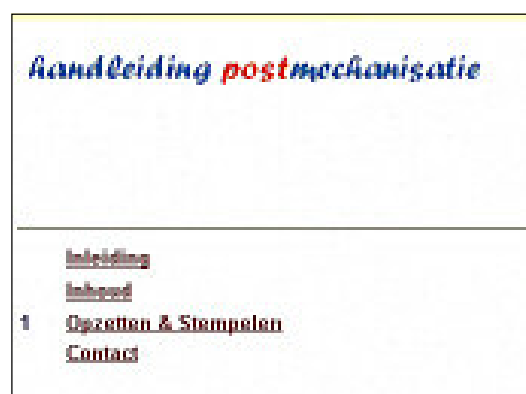 handleiding postmechanisatie
Inleiding
Inhoud
1 Opzetten & Stempelen
Contact